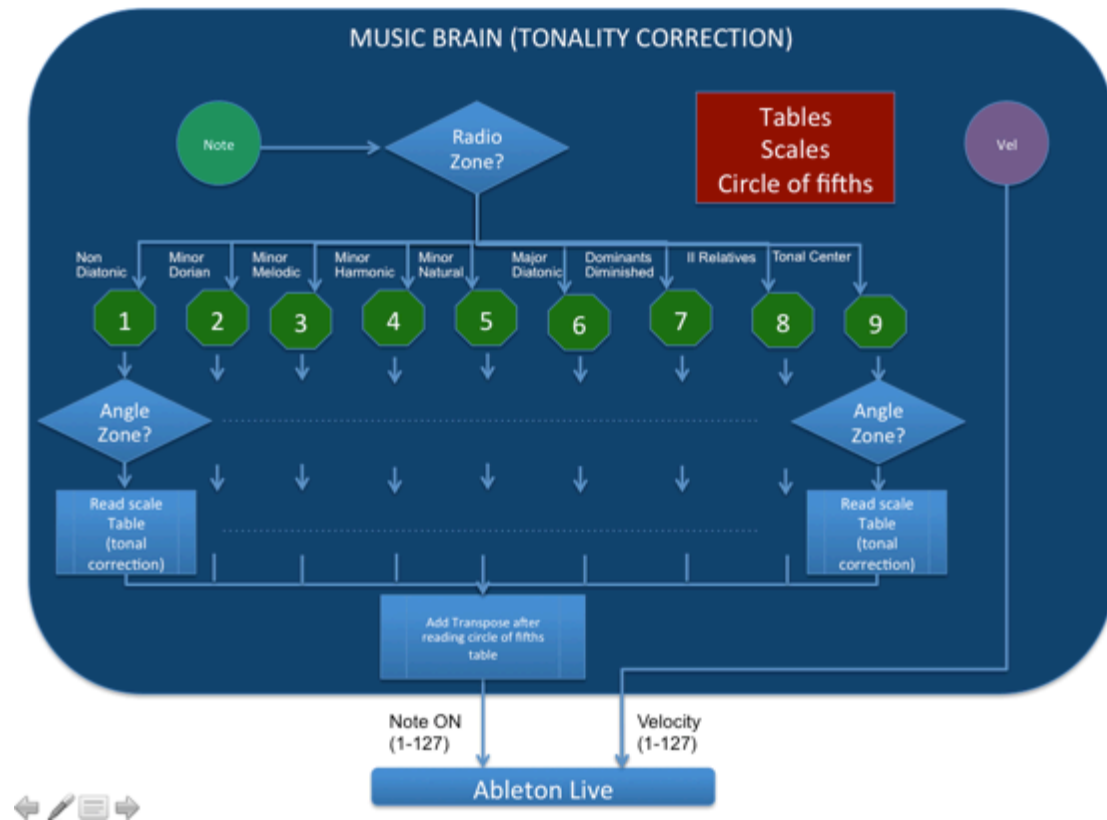 MUSIC BRAIN (TONALITY CORRECTION)
Note
Radio
Zone?
Tables
Scales
Circle of fifths
Vel
Non
Diatonic
Minor
Dorian
Minor
Melodic
Minor
Harmonic
Minor
Natural
Major
Diatonic
Dominants
Diminished
II Relatives
Tonal Center
1
2
3
4
5
6
7
8
9
Angle
Zone?
Angle
Zone?
Read scale
Table
(tonal
correction)
Read scale
Table
(tonal
correction)
Add Transpose after
reading circle of fifths
table
Note ON
(1-127)
Velocity
(1-127)
Ableton Live